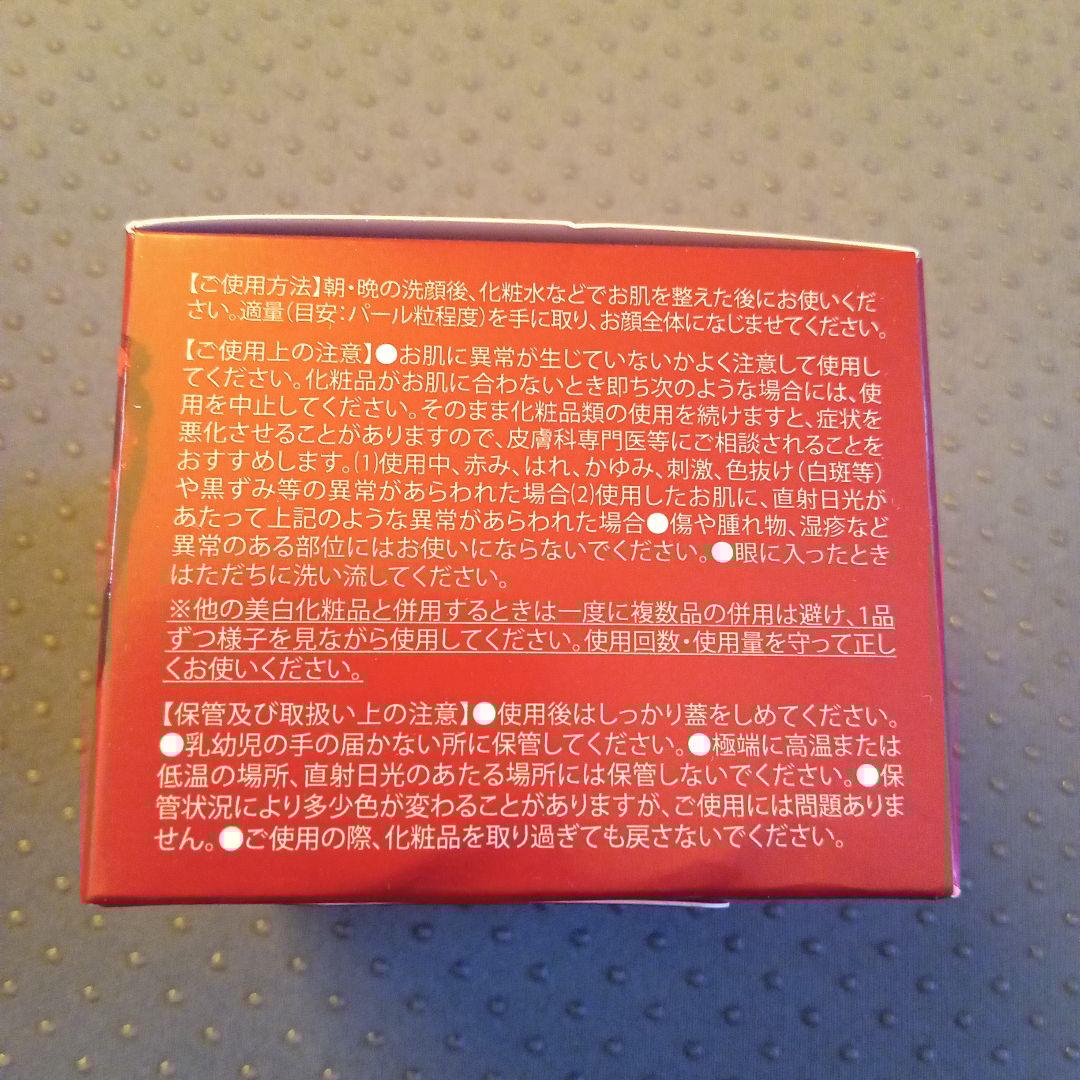 【ご使用方法】朝・晩の洗顔後、化粧水などでお肌を整えた後にお使いくだ
さい。適量(目安:パール粒程度)を手に取り、お顔全体になじませてください。
【ご使用上の注意】●お肌に異常が生じていないかよく注意して使用し
てください。化粧品がお肌に合わないとき即ち次のような場合には、使
用を中止してください。そのまま化粧品類の使用を続けますと、症状を
悪化させることがありますので、皮膚科専門医等にご相談されることを
おすすめします。(1)使用中、赤み、はれ、かゆみ、刺激、色抜け(白斑等)
や黒ずみ等の異常があらわれた場合(2)使用したお肌に、直射日光が
あたって上記のような異常があらわれた場合●傷や腫れ物、湿疹など
異常のある部位にはお使いにならないでください。●眼に入ったとき
はただちに洗い流してください。
※他の美白化粧品と併用するときは一度に複数品の併用は避け、1品
ずつ様子を見ながら使用してください。使用回数・使用量を守って正し
くお使いください。
【保管及び取扱い上の注意】●使用後はしっかり蓋をしめてください。
●乳幼児の手の届かない所に保管してください。●極端に高温または
低温の場所、直射日光のあたる場所には保管しないでください。●保
管状況により多少色が変わることがありますが、ご使用には問題ありま
せん。●ご使用の際、化粧品を取り過ぎても戻さないでください。